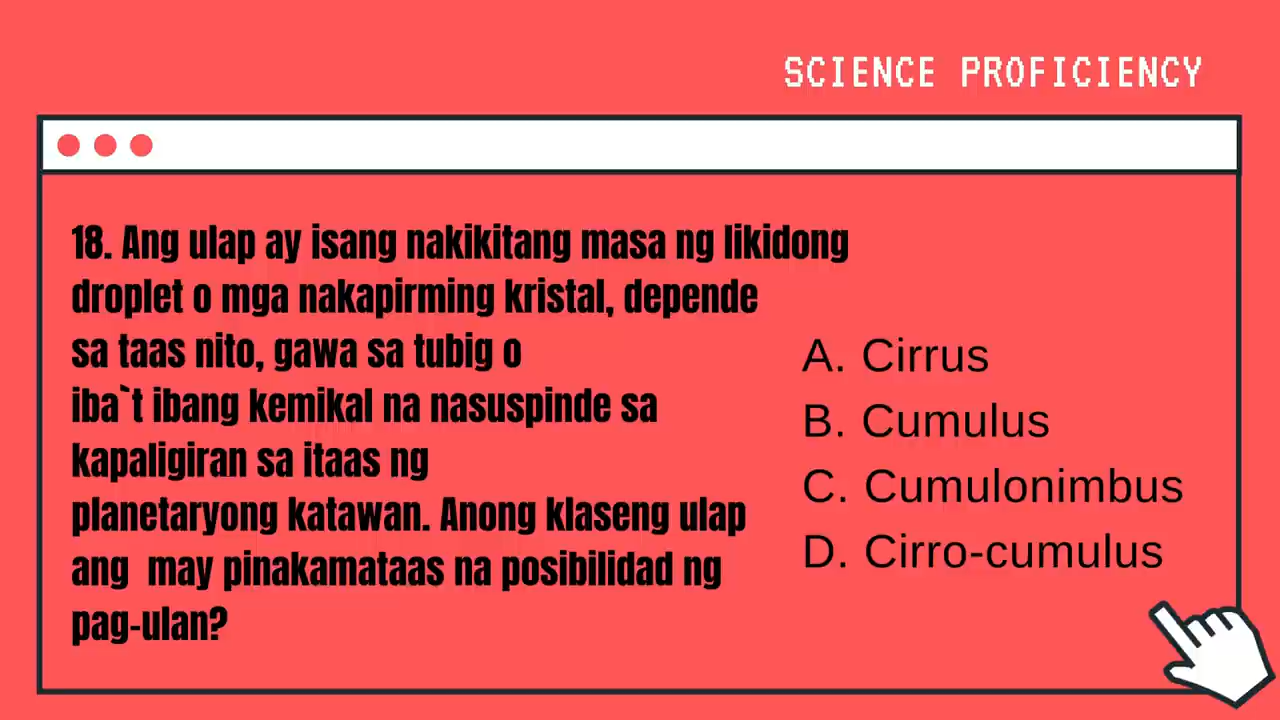 SCIENCE PROFICIENCY
18. Ang ulap ay isang nakikitang masa ng likidong
droplet o mga nakapirming kristal, depende
sa taas nito, gawa sa tubig o
iba`t ibang kemikal na nasuspinde sa
kapaligiran sa itaas ng
planetaryong katawan. Anong klaseng ulap
ang may pinakamataas na posibilidad ng
pag-ulan?
A. Cirrus
B. Cumulus
C. Cumulonimbus
D. Cirro-cumulus